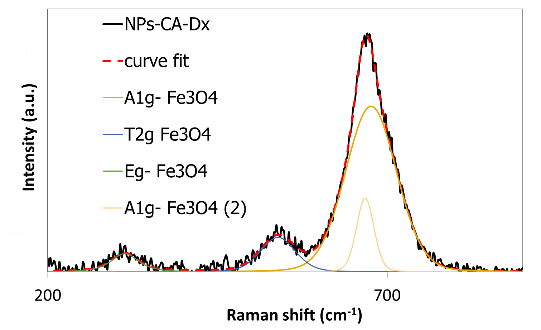 NPs-CA-Dx
curve fit
A1g- Fe3O4
T2g Fe3O4
Eg- Fe3O4
A1g- Fe3O4 (2)
Intensity (a.u.)
200
700
Raman shift (cm-1)